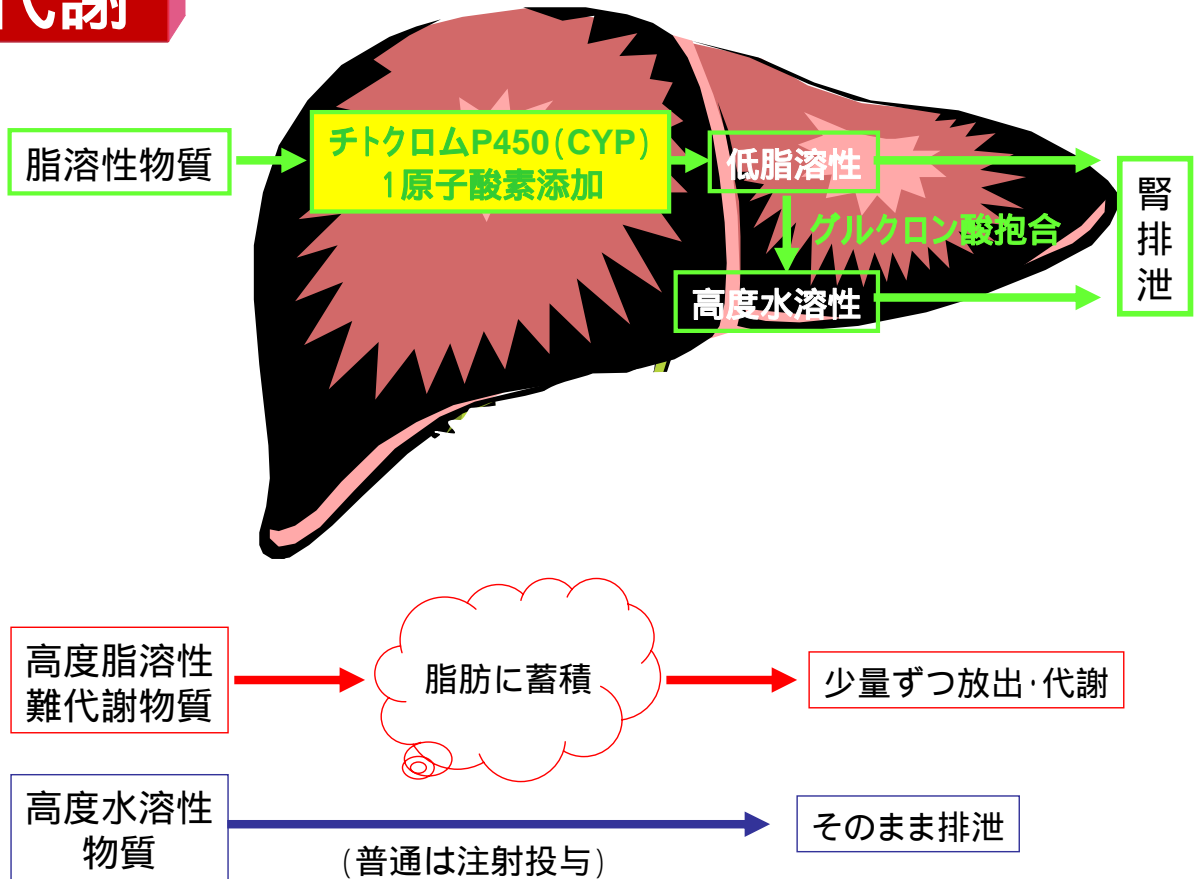 代謝
脂溶性物質
チトクロムP450(CYP)
1原子酸素添加
低脂溶性
グルクロン酸抱合
高度水溶性
腎
排
泄
高度脂溶性
難代謝物質
脂肪に蓄積
少量ずつ放出・代謝
高度水溶性
物質
(普通は注射投与)
そのまま排泄